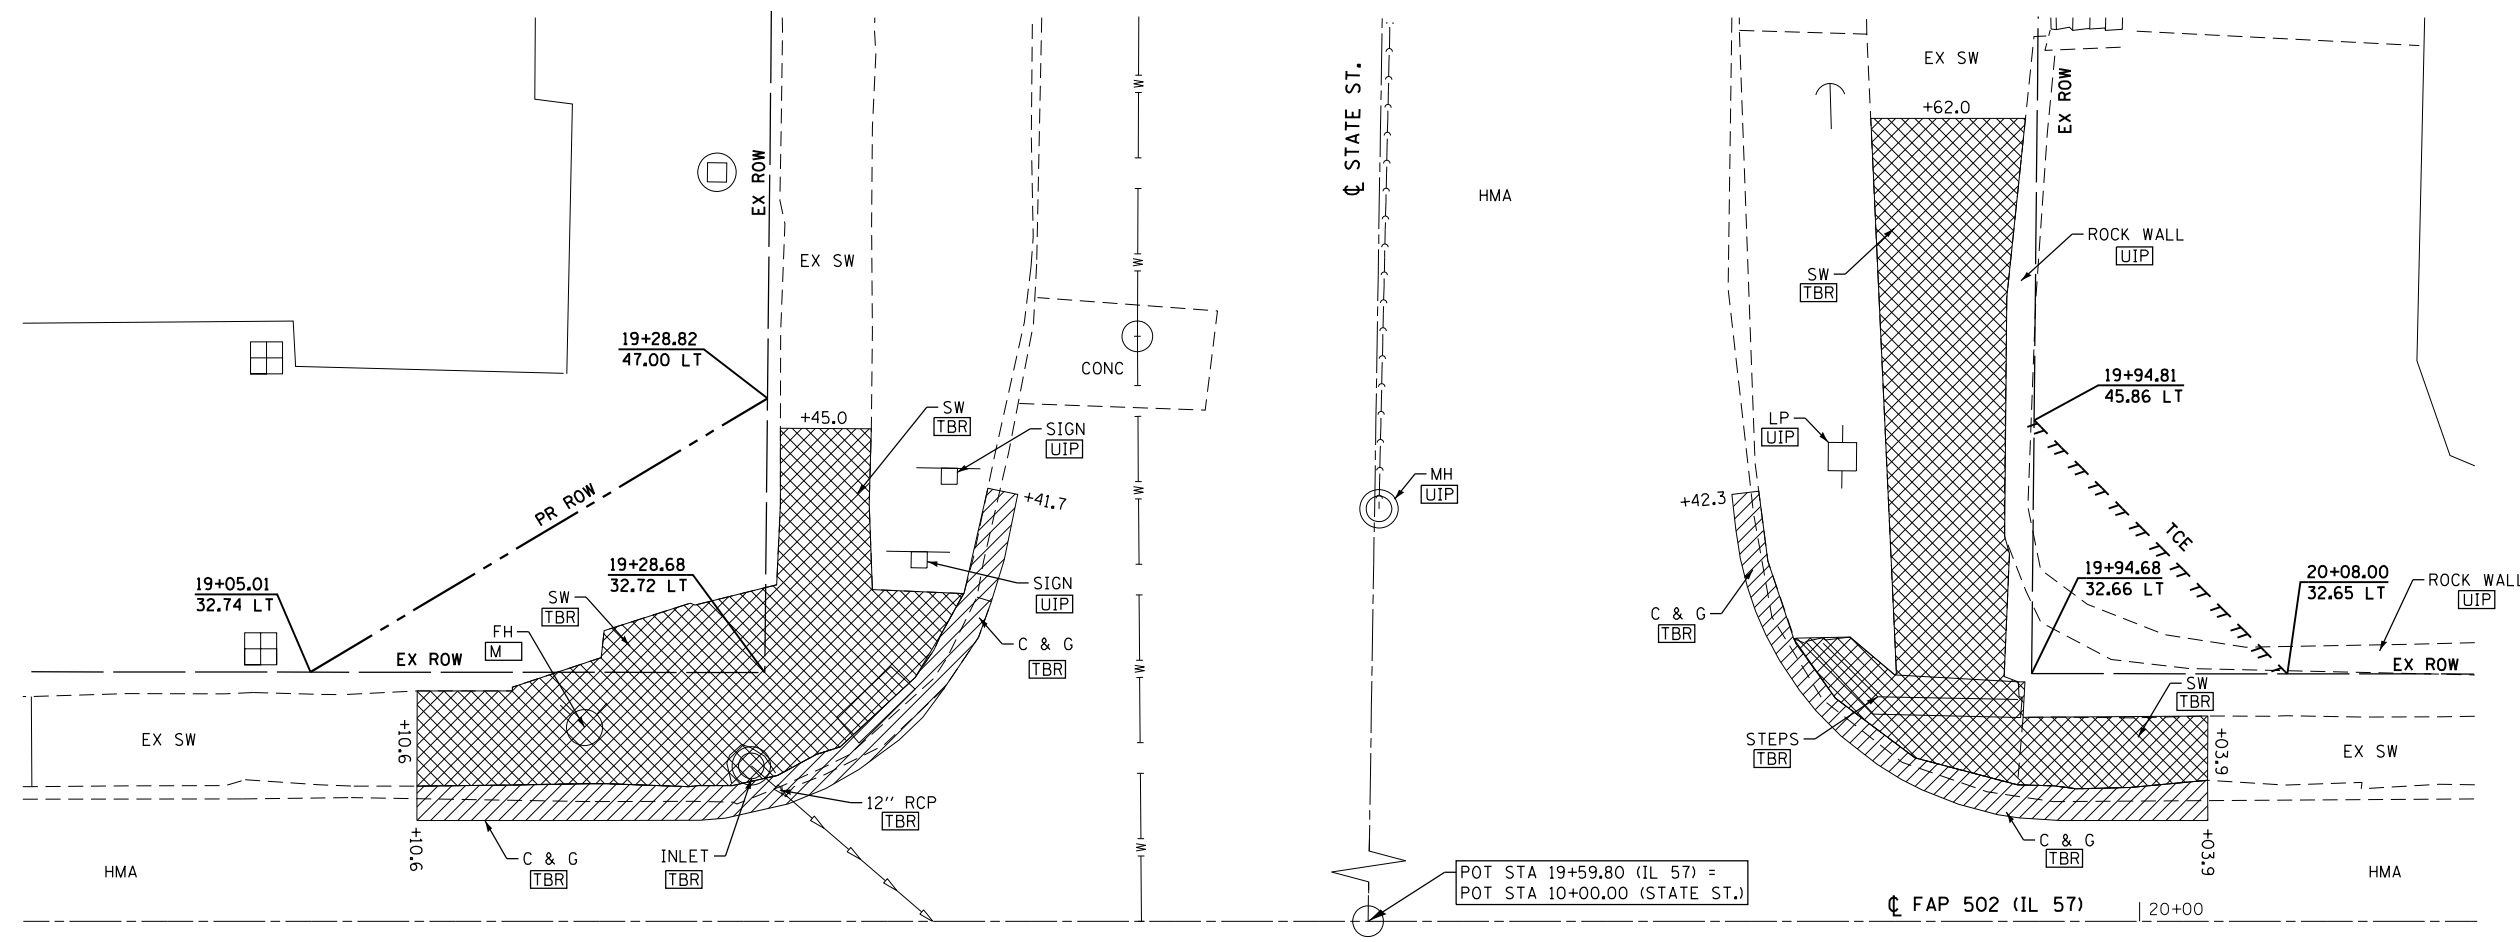 EX SW
+62.0
EX ROW
℄ STATE ST.
HMA
EX ROW
W
EX SW
W
ROCK WALL
UIP
SW
TBR
19+28.82
47.00 LT
CONC
19+94.81
45.86 LT
+45.0
SW
TBR
SIGN
UIP
LP
UIP
MH
UIP
W
+41.7
+42.3
PR ROW
TCE
19+05.01
32.74 LT
19+28.68
32.72 LT
SW
TBR
SIGN
UIP
19+94.68
32.66 LT
20+08.00
32.65 LT
ROCK WALL
UIP
FH
M
C & G
TBR
C & G
TBR
EX ROW
W
EX ROW
SW
TBR
EX SW
+10.6
STEPS
TBR
+03.9
EX SW
12'' RCP
TBR
+10.6
C & G
TBR
INLET
TBR
W
C & G
TBR
+03.9
HMA
POT STA 19+59.80 (IL 57) =
POT STA 10+00.00 (STATE ST.)
HMA
℄ FAP 502 (IL 57)
20+00